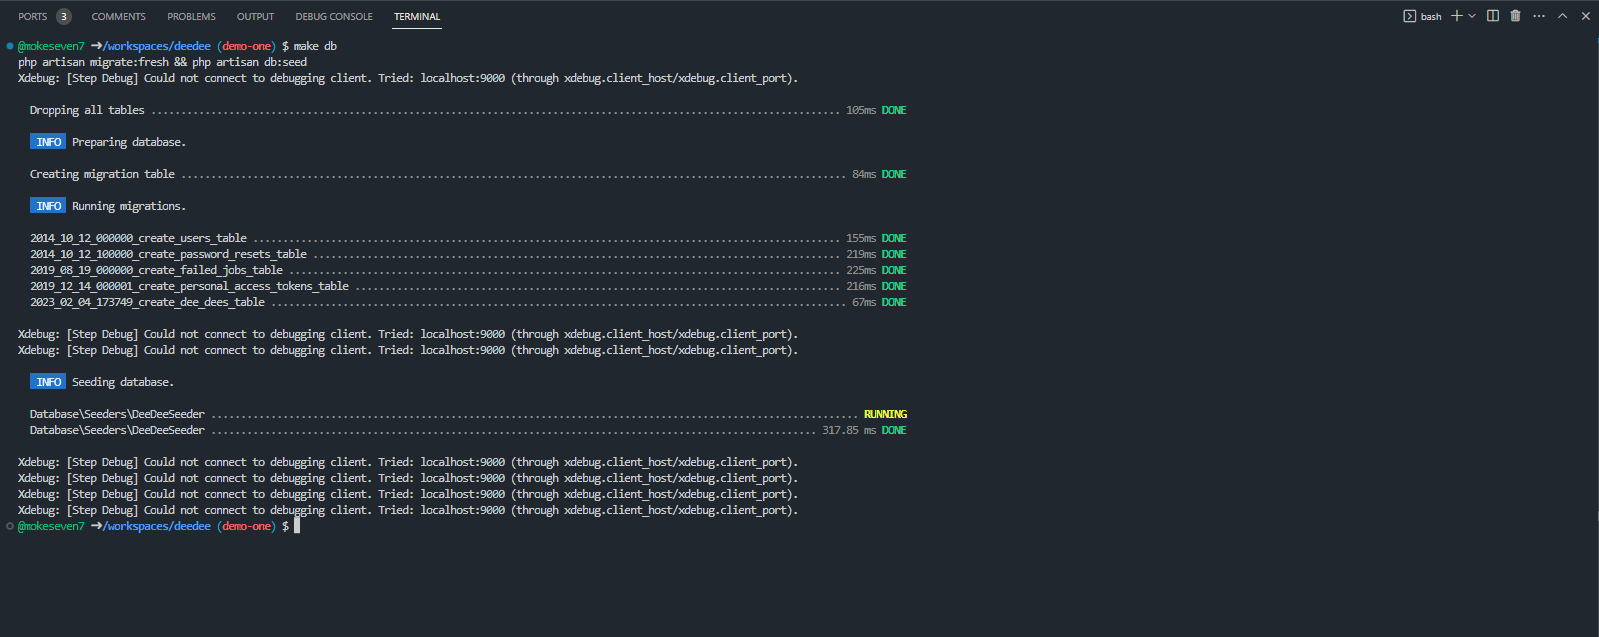 PORTS 3 COMMENTS PROBLEMS OUTPUT DEBUG CONSOLE TERMINAL bash
@mokeseven7 ➜/workspaces/deedee (demo-one) $ make db
php artisan migrate:fresh && php artisan db:seed
Xdebug: [Step Debug] Could not connect to debugging client. Tried: localhost:9000 (through xdebug.client_host/xdebug.client_port).
Dropping all tables ................................................................................................................... 105ms DONE
INFO Preparing database.
Creating migration table ............................................................................................................... 84ms DONE
INFO Running migrations.
2014_10_12_000000_create_users_table .................................................................................................. 155ms DONE
2014_10_12_100000_create_password_resets_table ........................................................................................ 219ms DONE
2019_08_19_000000_create_failed_jobs_table ............................................................................................ 225ms DONE
2019_12_14_000001_create_personal_access_tokens_table ................................................................................. 216ms DONE
2023_02_04_173749_create_dee_dees_table ................................................................................................ 67ms DONE
Xdebug: [Step Debug] Could not connect to debugging client. Tried: localhost:9000 (through xdebug.client_host/xdebug.client_port).
Xdebug: [Step Debug] Could not connect to debugging client. Tried: localhost:9000 (through xdebug.client_host/xdebug.client_port).
INFO Seeding database.
Database\Seeders\DeeDeeSeeder ............................................................................................................ RUNNING
Database\Seeders\DeeDeeSeeder ..................................................................................................... 317.85 ms DONE
Xdebug: [Step Debug] Could not connect to debugging client. Tried: localhost:9000 (through xdebug.client_host/xdebug.client_port).
Xdebug: [Step Debug] Could not connect to debugging client. Tried: localhost:9000 (through xdebug.client_host/xdebug.client_port).
Xdebug: [Step Debug] Could not connect to debugging client. Tried: localhost:9000 (through xdebug.client_host/xdebug.client_port).
Xdebug: [Step Debug] Could not connect to debugging client. Tried: localhost:9000 (through xdebug.client_host/xdebug.client_port).
@mokeseven7 ➜/workspaces/deedee (demo-one) $